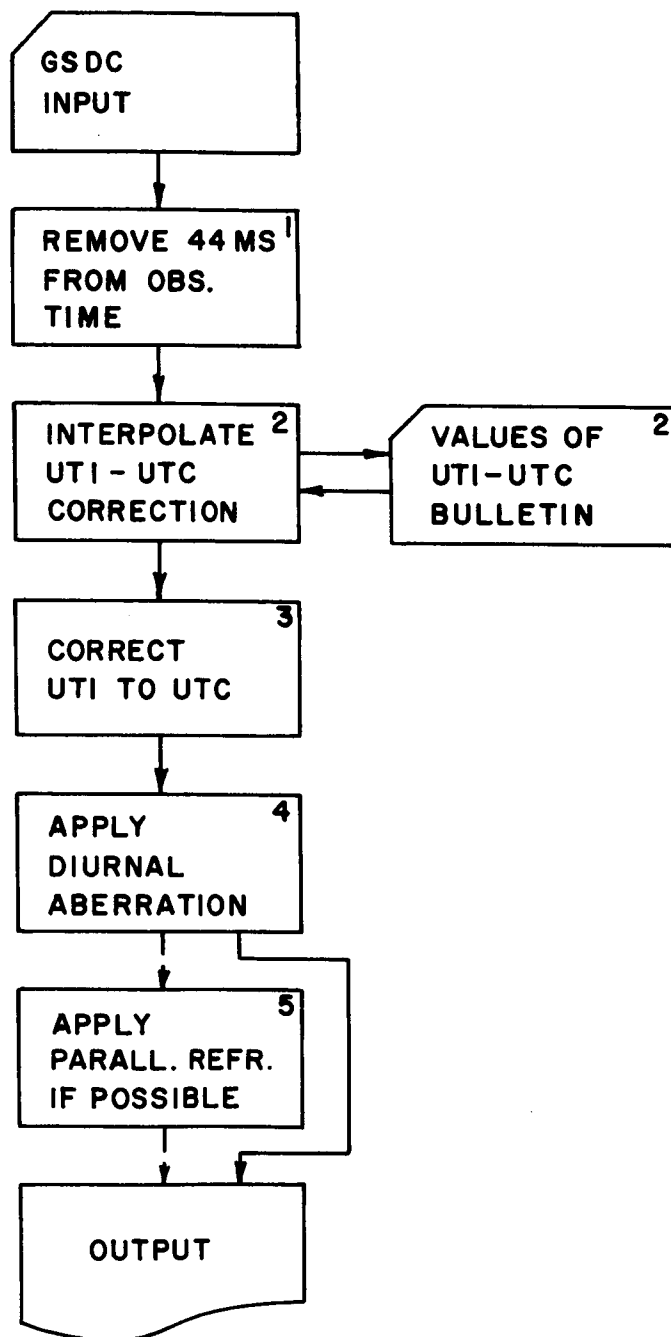 GSDC
INPUT
REMOVE 44 MS 1
FROM OBS.
TIME
INTERPOLATE 2
UTI - UTC
CORRECTION
VALUES OF 2
UTI-UTC
BULLETIN
3
CORRECT
UTI TO UTC
4
APPLY
DIURNAL
ABERRATION
5
APPLY
PARALL. REFR.
IF POSSIBLE
OUTPUT